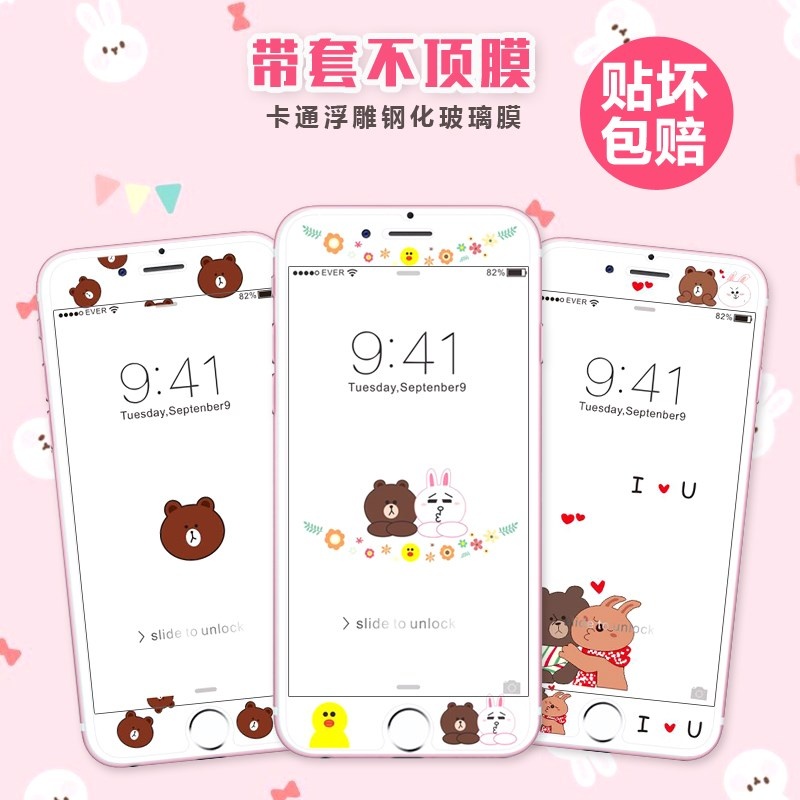 带套不顶膜
卡通浮雕钢化玻璃膜
贴坏
包赔
EVER 82%
9:41
Tuesday,Septenber9
slide to unlock
EVER 82%
9:41
Tuesday,Septenber9
slide to unlock
EVER 82%
9:41
Tuesday,Septenber9
I U
slide to unlock
I U